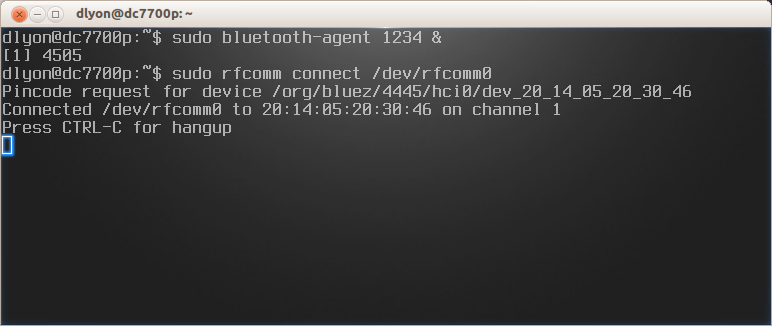 dlyon@dc7700p: ~
dlyon@dc7700p:~$ sudo bluetooth-agent 1234 &
[1] 4505
dlyon@dc7700p:~$ sudo rfcomm connect /dev/rfcomm0
Pincode request for device /org/bluez/4445/hci0/dev_20_14_05_20_30_46
Connected /dev/rfcomm0 to 20:14:05:20:30:46 on channel 1
Press CTRL-C for hangup